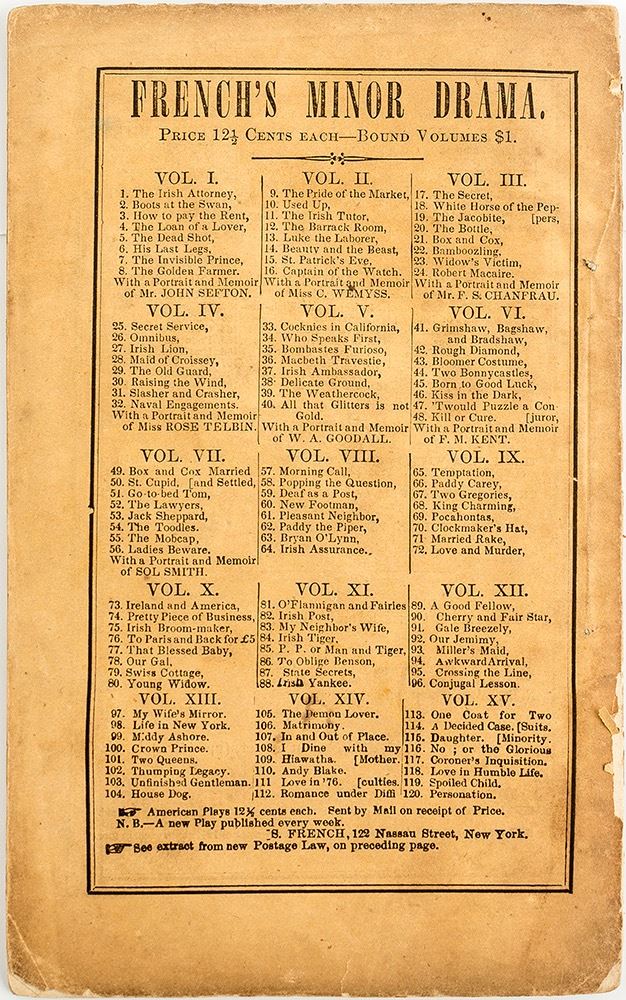 FRENCH'S MINOR DRAMA.
PRICE 12½ CENTS EACH—BOUND VOLUMES $1.
VOL. I.
1. The Irish Attorney,
2. Boots at the Swan,
3. How to pay the Rent,
4. The Loan of a Lover,
5. The Dead Shot,
6. His Last Legs,
7. The Invisible Prince,
8. The Golden Farmer.
With a Portrait and Memoir
of Mr. JOHN SEFTON.
VOL. II.
9. The Pride of the Market,
10. Used Up,
11. The Irish Tutor,
12. The Barrack Room,
13. Luke the Laborer,
14. Beauty and the Beast,
15. St. Patrick's Eve,
16. Captain of the Watch.
With a Portrait and Memoir
of Miss C. WEMYSS.
VOL. III.
17. The Secret,
18. White Horse of the Pep-
19. The Jacobite, [pers,
20. The Bottle,
21. Box and Cox,
22. Bamboozling,
23. Widow's Victim,
24. Robert Macaire.
With a Portrait and Memoir
of Mr. F. S. CHANFRAU.
VOL. IV.
25. Secret Service,
26. Omnibus,
27. Irish Lion,
28. Maid of Croissey,
29. The Old Guard,
30. Raising the Wind,
31. Slasher and Crasher,
32. Naval Engagements.
With a Portrait and Memoir
of Miss ROSE TELBIN.
VOL. V.
33. Cocknies in California,
34. Who Speaks First,
35. Bombastes Furioso,
36. Macbeth Travestie,
37. Irish Ambassador,
38. Delicate Ground,
39. The Weathercock,
40. All that Glitters is not
Gold.
With a Portrait and Memoir
of W. A. GOODALL.
VOL. VI.
41. Grimshaw, Bagshaw,
and Bradshaw,
42. Rough Diamond,
43. Bloomer Costume,
44. Two Bonnycastles,
45. Born to Good Luck,
46. Kiss in the Dark,
47. 'Twould Puzzle a Con-
48. Kill or Cure. [juror,
With a Portrait and Memoir
of F. M. KENT.
VOL. VII.
49. Box and Cox Married
50. St. Cupid, [and Settled,
51. Go-to-bed Tom,
52. The Lawyers,
53. Jack Sheppard,
54. The Toodles.
55. The Mobcap,
56. Ladies Beware.
With a Portrait and Memoir
of SOL SMITH.
VOL. VIII.
57. Morning Call,
58. Popping the Question,
59. Deaf as a Post,
60. New Footman,
61. Pleasant Neighbor,
62. Paddy the Piper,
63. Bryan O'Lynn,
64. Irish Assurance.
VOL. IX.
65. Temptation,
66. Paddy Carey,
67. Two Gregories,
68. King Charming,
69. Pocahontas,
70. Clockmaker's Hat,
71 Married Rake,
72. Love and Murder,
VOL. X.
73. Ireland and America,
74. Pretty Piece of Business,
75. Irish Broom-maker,
76. To Paris and Back for £5
77. That Blessed Baby,
78. Our Gal,
79. Swiss Cottage,
80. Young Widow.
VOL. XI.
81. O'Flannigan and Fairies
82. Irish Post,
83. My Neighbor's Wife,
84. Irish Tiger,
85. P. P. or Man and Tiger,
86. To Oblige Benson,
87. State Secrets,
88. Irish Yankee.
VOL. XII.
89. A Good Fellow,
90. Cherry and Fair Star,
91. Gale Breezely,
92. Our Jemimy,
93. Miller's Maid,
94. Awkward Arrival,
95. Crossing the Line,
96. Conjugal Lesson.
VOL. XIII.
97. My Wife's Mirror.
98. Life in New York.
99. Middy Ashore.
100. Crown Prince.
101. Two Queens.
102. Thumping Legacy.
103. Unfinished Gentleman.
104. House Dog.
VOL. XIV.
105. The Demon Lover.
106. Matrimony.
107. In and Out of Place.
108. I Dine with my
109. Hiawatha. [Mother.
110. Andy Blake.
111 Love in '76. [culties.
112. Romance under Diffi
VOL. XV.
113. One Coat for Two
114. A Decided Case. [Suits.
115. Daughter. [Minority.
116. No ; or the Glorious
117. Coroner's Inquisition.
118. Love in Humble Life.
119. Spoiled Child.
120. Personation.
American Plays 12½ cents each. Sent by Mail on receipt of Price.
N. B.—A new Play published every week.
S. FRENCH, 122 Nassau Street, New York.
See extract from new Postage Law, on preceding page.